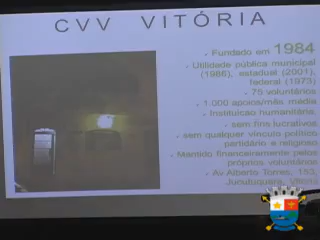 CVV VITÓRIA
- Fundado em 1984
- Utilidade pública municipal
(1986), estadual (2001),
federal (1973)
- 75 voluntários
- 1.000 apoios/mês média
- Instituicao humanitária,
- sem fins lucrativos
- sem qualquer vínculo político
partidário e religioso
- Mantido financeiramente pelos
próprios voluntários
- Av.Alberto Torres, 153,
Jucutuquara, Vitória